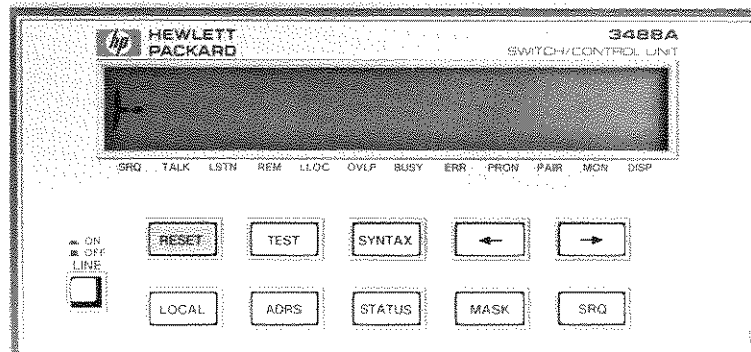 hp HEWLETT PACKARD
3488A
SWITCH/CONTROL UNIT
SRQ TALK LSTN REM LLOC OVLP BUSY ERR PRON PAIR MON DISP
ON
OFF
LINE
RESET TEST SYNTAX ← →
LOCAL ADRS STATUS MASK SRQ